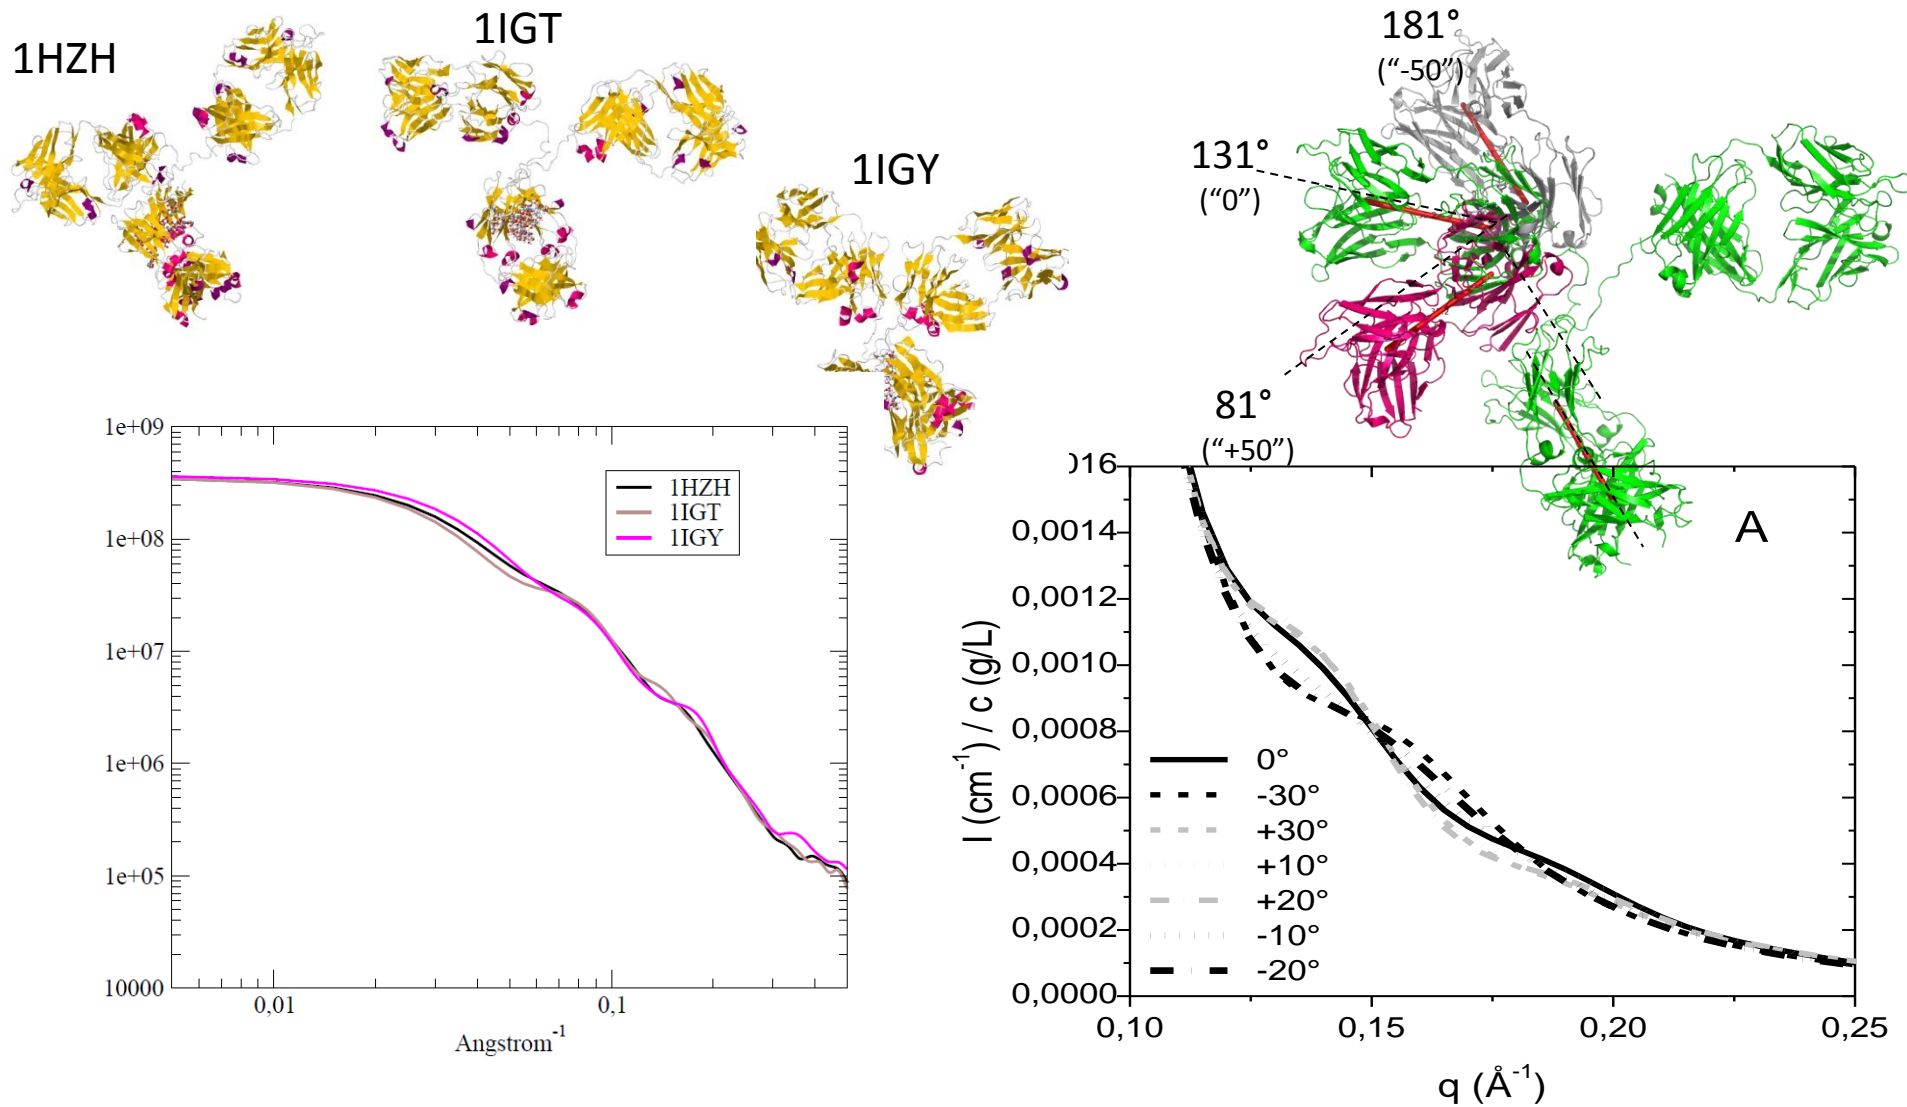 1HZH
1IGT
1IGY
181°
(“-50”)
131°
(“0”)
81°
(“+50”)
1e+09
1e+08
1e+07
1e+06
1e+05
10000
0,01
0,1
Angstrom-1
1HZH
1IGT
1IGY
A
016
0,0014
0,0012
0,0010
0,0008
0,0006
0,0004
0,0002
0,0000
I (cm-1) / c (g/L)
0°
-30°
+30°
+10°
+20°
-10°
-20°
0,10
0,15
0,20
0,25
q (Å-1)